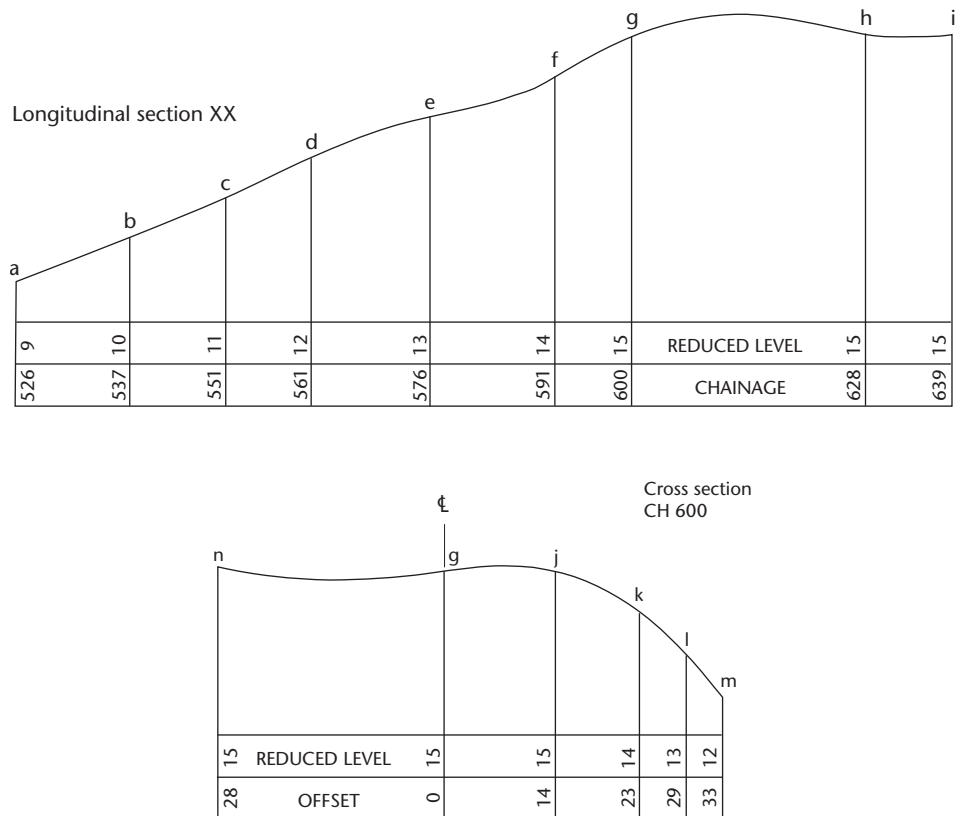 g
h
i
f
Longitudinal section XX
e
d
c
b
a
9 10 11 12 13 14 15 REDUCED LEVEL 15 15
526 537 551 561 576 591 600 CHAINAGE 628 639
Cross section
CH 600
℄
n
g
j
k
l
m
15 REDUCED LEVEL 15 15 14 13 12
28 OFFSET 0 14 23 29 33